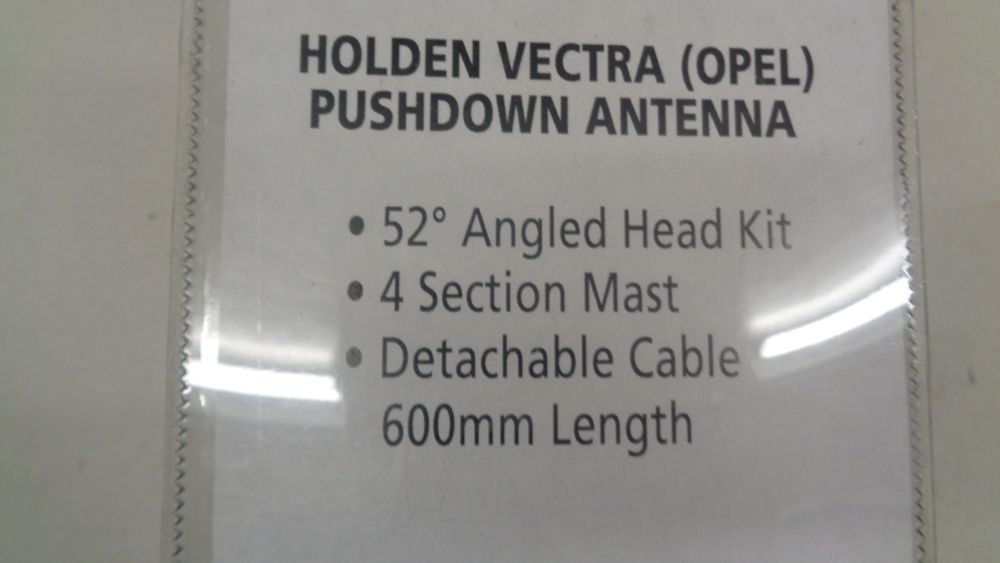 HOLDEN VECTRA (OPEL)
PUSHDOWN ANTENNA
• 52° Angled Head Kit
• 4 Section Mast
• Detachable Cable
600mm Length